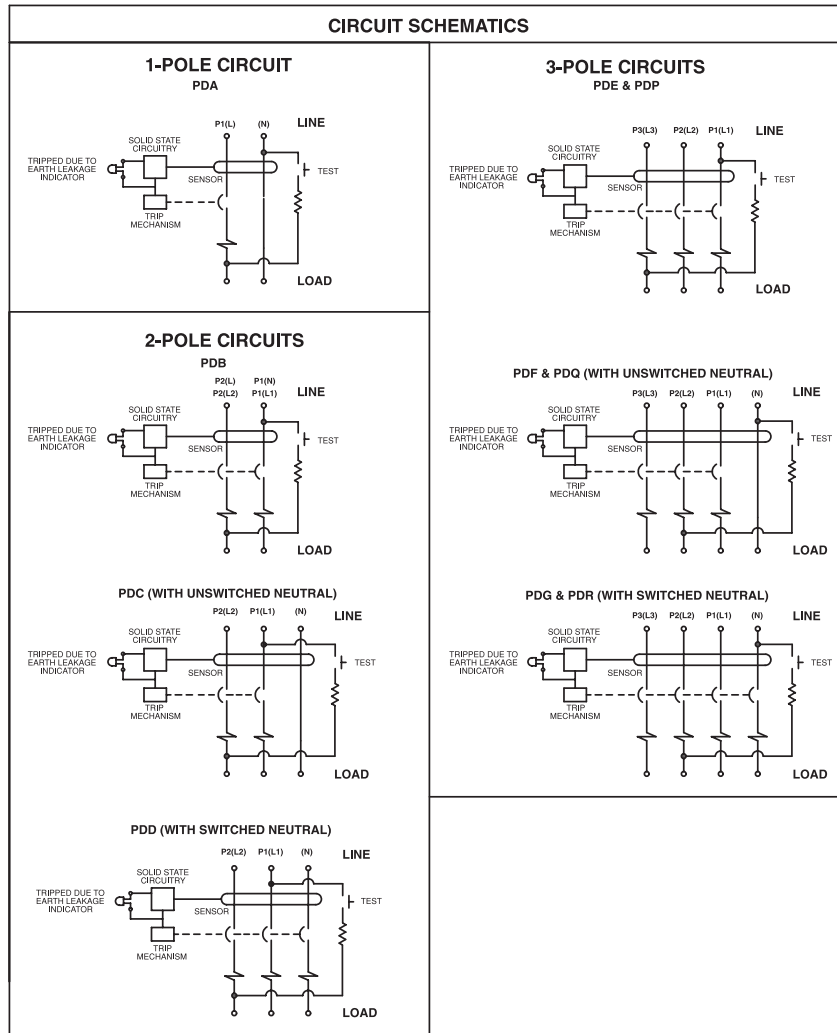 CIRCUIT SCHEMATICS
1-POLE CIRCUIT
PDA
P1(L) (N) LINE
SOLID STATE
CIRCUITRY
TRIPPED DUE TO
EARTH LEAKAGE
INDICATOR
SENSOR
TEST
TRIP
MECHANISM
LOAD
2-POLE CIRCUITS
PDB
P2(L) P1(N)
P2(L2) P1(L1) LINE
SOLID STATE
CIRCUITRY
TRIPPED DUE TO
EARTH LEAKAGE
INDICATOR
SENSOR
TEST
TRIP
MECHANISM
LOAD
PDC (WITH UNSWITCHED NEUTRAL)
P2(L2) P1(L1) (N) LINE
SOLID STATE
CIRCUITRY
TRIPPED DUE TO
EARTH LEAKAGE
INDICATOR
SENSOR
TEST
TRIP
MECHANISM
LOAD
PDD (WITH SWITCHED NEUTRAL)
P2(L2) P1(L1) (N) LINE
SOLID STATE
CIRCUITRY
TRIPPED DUE TO
EARTH LEAKAGE
INDICATOR
SENSOR
TEST
TRIP
MECHANISM
LOAD
3-POLE CIRCUITS
PDE & PDP
P3(L3) P2(L2) P1(L1) LINE
SOLID STATE
CIRCUITRY
TRIPPED DUE TO
EARTH LEAKAGE
INDICATOR
SENSOR
TEST
TRIP
MECHANISM
LOAD
PDF & PDQ (WITH UNSWITCHED NEUTRAL)
P3(L3) P2(L2) P1(L1) (N) LINE
SOLID STATE
CIRCUITRY
TRIPPED DUE TO
EARTH LEAKAGE
INDICATOR
SENSOR
TEST
TRIP
MECHANISM
LOAD
PDG & PDR (WITH SWITCHED NEUTRAL)
P3(L3) P2(L2) P1(L1) (N) LINE
SOLID STATE
CIRCUITRY
TRIPPED DUE TO
EARTH LEAKAGE
INDICATOR
SENSOR
TEST
TRIP
MECHANISM
LOAD